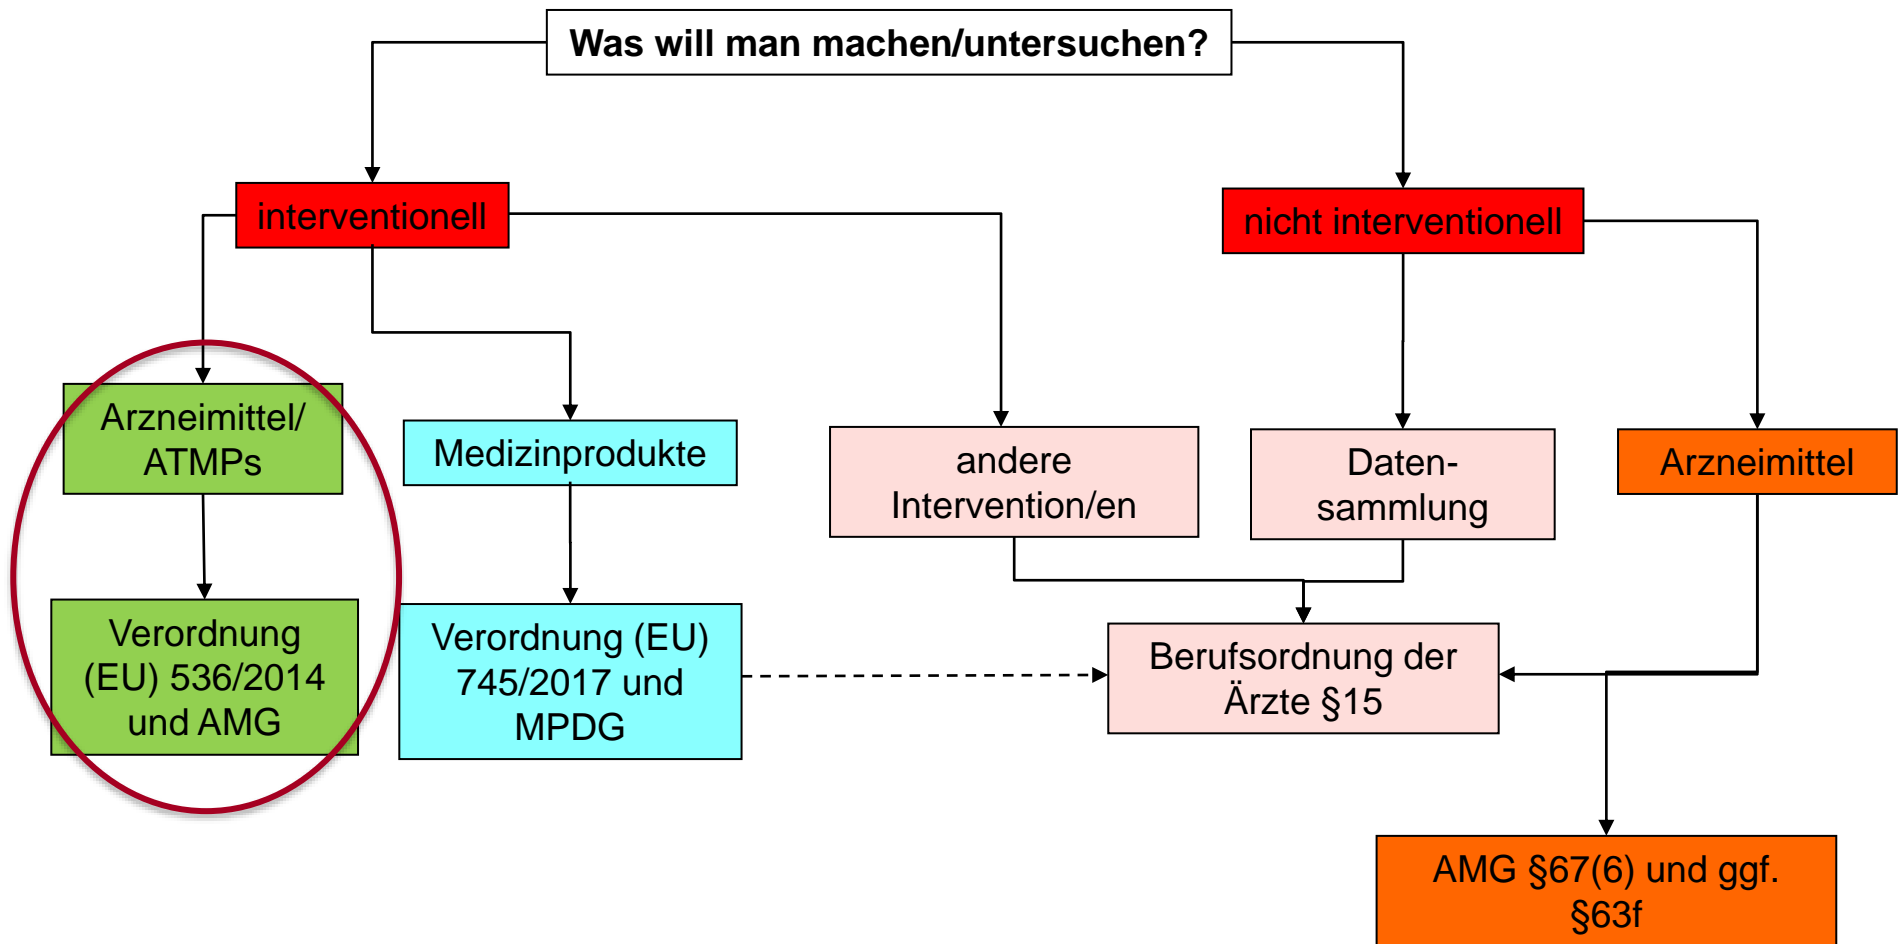 Was will man machen/untersuchen?
interventionell
nicht interventionell
Arzneimittel/
ATMPs
Medizinprodukte
andere
Intervention/en
Daten-
sammlung
Arzneimittel
Verordnung
(EU) 536/2014
und AMG
Verordnung (EU)
745/2017 und
MPDG
Berufsordnung der
Ärzte §15
AMG §67(6) und ggf.
§63f